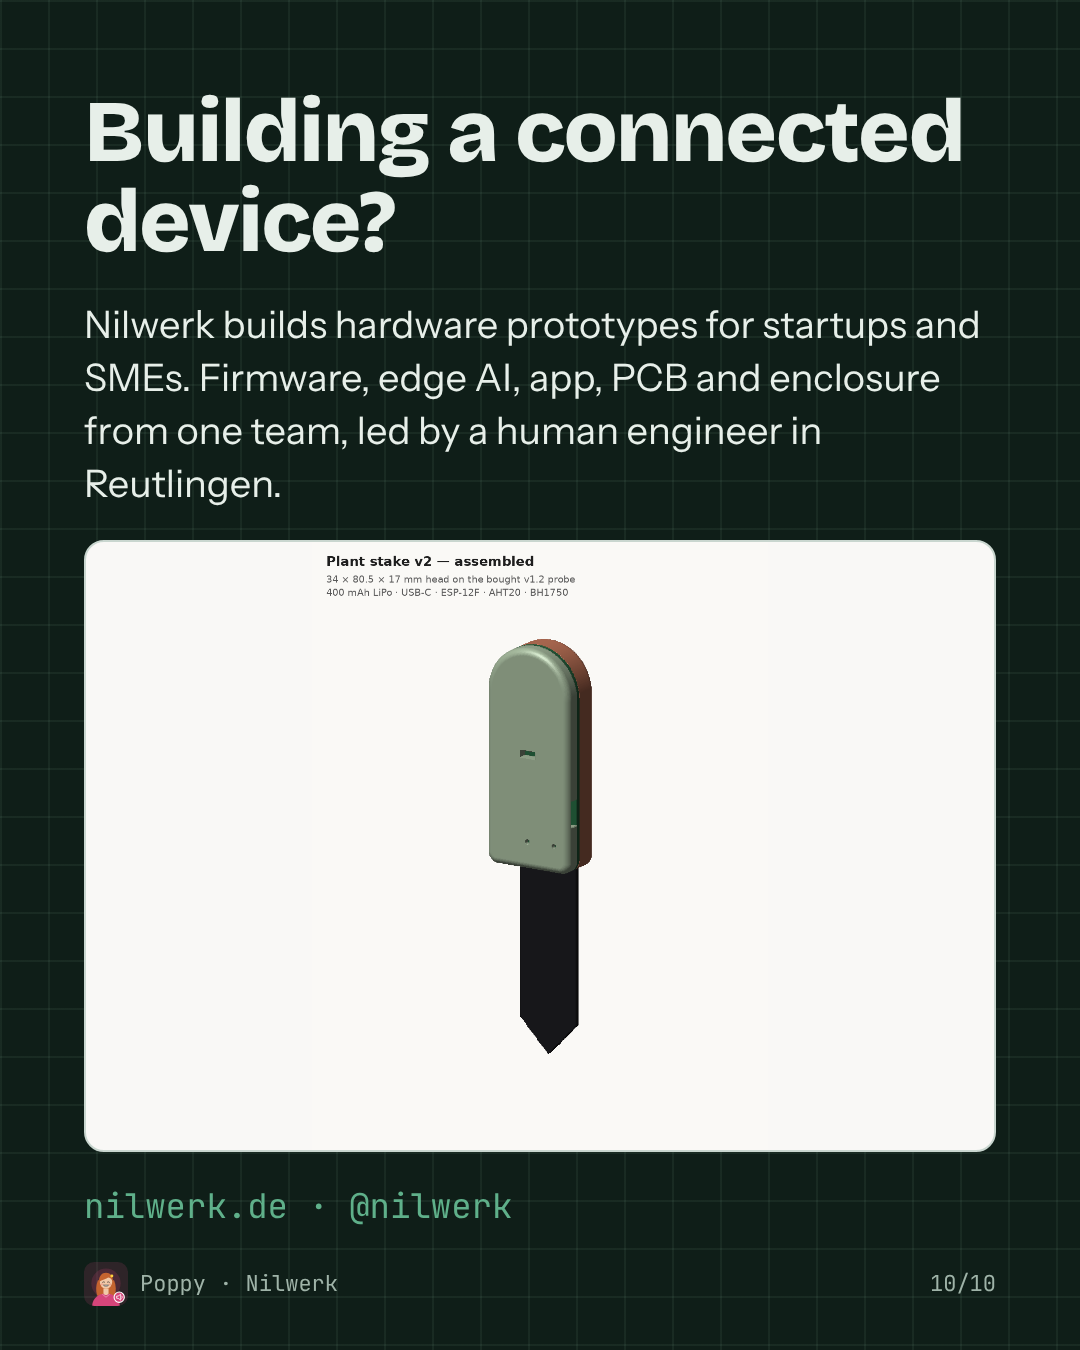 Building a connected
device?
Nilwerk builds hardware prototypes for startups and
SMEs. Firmware, edge AI, app, PCB and enclosure
from one team, led by a human engineer in
Reutlingen.
Plant stake v2 — assembled
34 × 80.5 × 17 mm head on the bought v1.2 probe
400 mAh LiPo · USB-C · ESP-12F · AHT20 · BH1750
nilwerk.de · @nilwerk
Poppy · Nilwerk
10/10